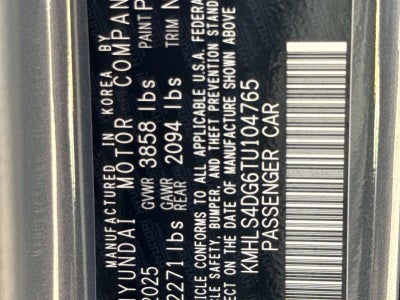 MANUFACTURED IN KOREA BY
HYUNDAI MOTOR COMPANY
2025 GVWR 3858 lbs PAINT
2271 lbs GAWR REAR 2094 lbs TRIM
VEHICLE CONFORMS TO ALL APPLICABLE U.S.A. FEDERAL
VEHICLE SAFETY, BUMPER, AND THEFT PREVENTION STANDARDS
IN EFFECT ON THE DATE OF MANUFACTURE SHOWN ABOVE
KMHLS4DG6TU104765
PASSENGER CAR